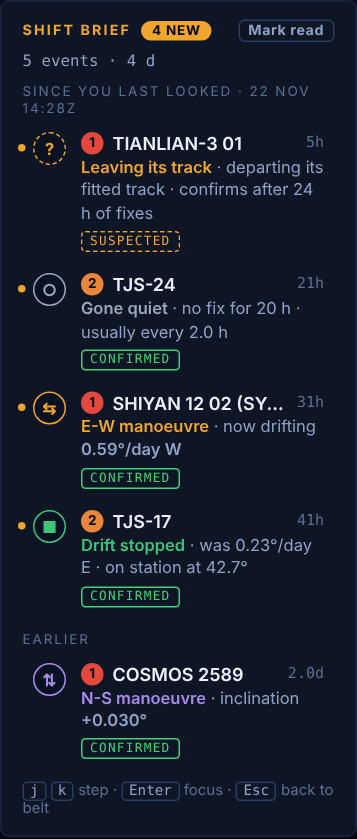 SHIFT BRIEF 4 NEW Mark read
5 events · 4 d
SINCE YOU LAST LOOKED · 22 NOV
14:28Z
? 1 TIANLIAN-3 01 5h
Leaving its track · departing its
fitted track · confirms after 24
h of fixes
SUSPECTED
2 TJS-24 21h
Gone quiet · no fix for 20 h ·
usually every 2.0 h
CONFIRMED
1 SHIYAN 12 02 (SY... 31h
E-W manoeuvre · now drifting
0.59°/day W
CONFIRMED
2 TJS-17 41h
Drift stopped · was 0.23°/day
E · on station at 42.7°
CONFIRMED
EARLIER
1 COSMOS 2589 2.0d
N-S manoeuvre · inclination
+0.030°
CONFIRMED
j k step · Enter focus · Esc back to
belt